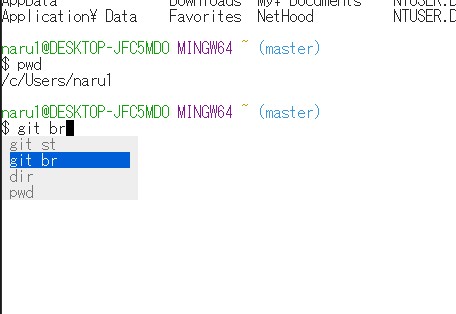 AppData Downloads My¥ Documents NTUSER.D
Application¥ Data Favorites NetHood NTUSER.D
naru1@DESKTOP-JFC5MDO MINGW64 ~ (master)
$ pwd
/c/Users/naru1
naru1@DESKTOP-JFC5MDO MINGW64 ~ (master)
$ git br
git st
git br
dir
pwd